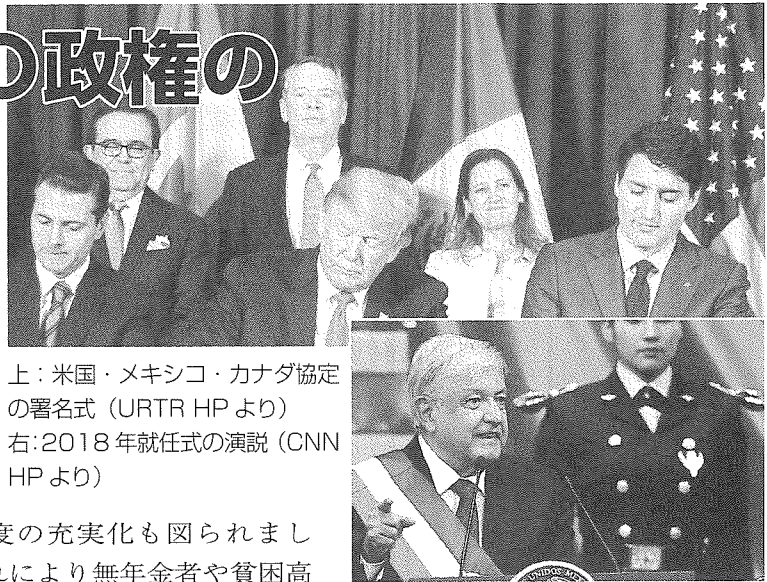 政権の
上：米国・メキシコ・カナダ協定
の署名式（URTR HPより）
右：2018年就任式の演説（CNN
HPより）
度の充実化も図られまし
により無年金者や貧困高
UNIDOS MEX